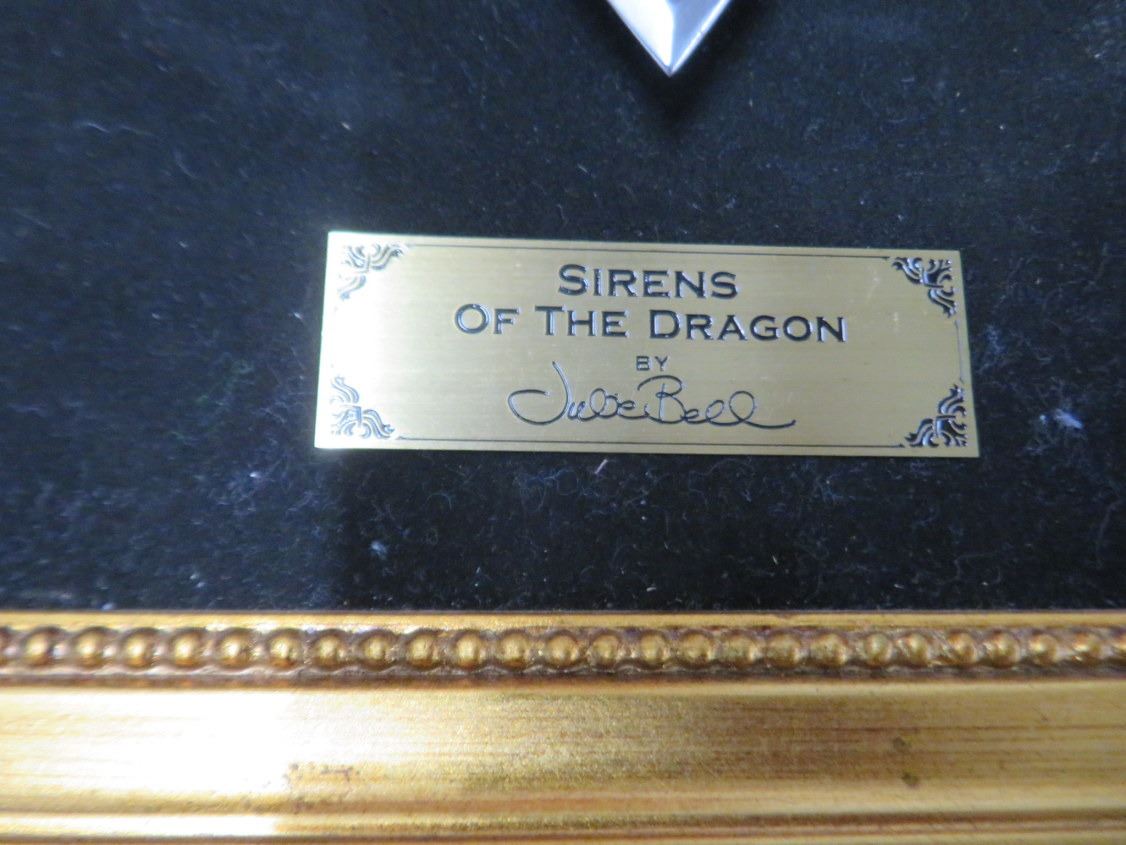 SIRENS
OF THE DRAGON
BY
Julie Bell